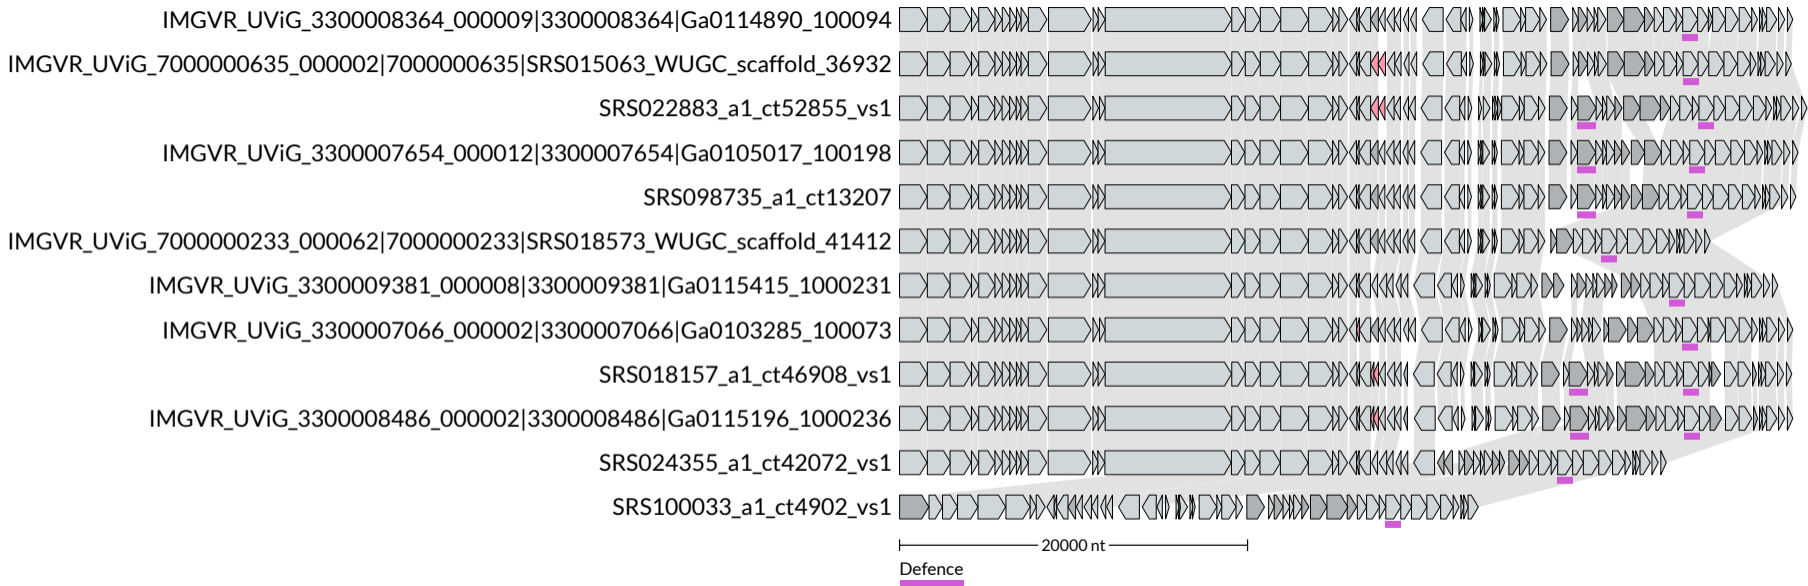 IMGVR_UViG_3300008364_000009|3300008364|Ga0114890_100094
IMGVR_UViG_7000000635_000002|7000000635|SRS015063_WUGC_scaffold_36932
SRS022883_a1_ct52855_vs1
IMGVR_UViG_3300007654_000012|3300007654|Ga0105017_100198
SRS098735_a1_ct13207
IMGVR_UViG_7000000233_000062|7000000233|SRS018573_WUGC_scaffold_41412
IMGVR_UViG_3300009381_000008|3300009381|Ga0115415_1000231
IMGVR_UViG_3300007066_000002|3300007066|Ga0103285_100073
SRS018157_a1_ct46908_vs1
IMGVR_UViG_3300008486_000002|3300008486|Ga0115196_1000236
SRS024355_a1_ct42072_vs1
SRS100033_a1_ct4902_vs1
20000 nt
Defence